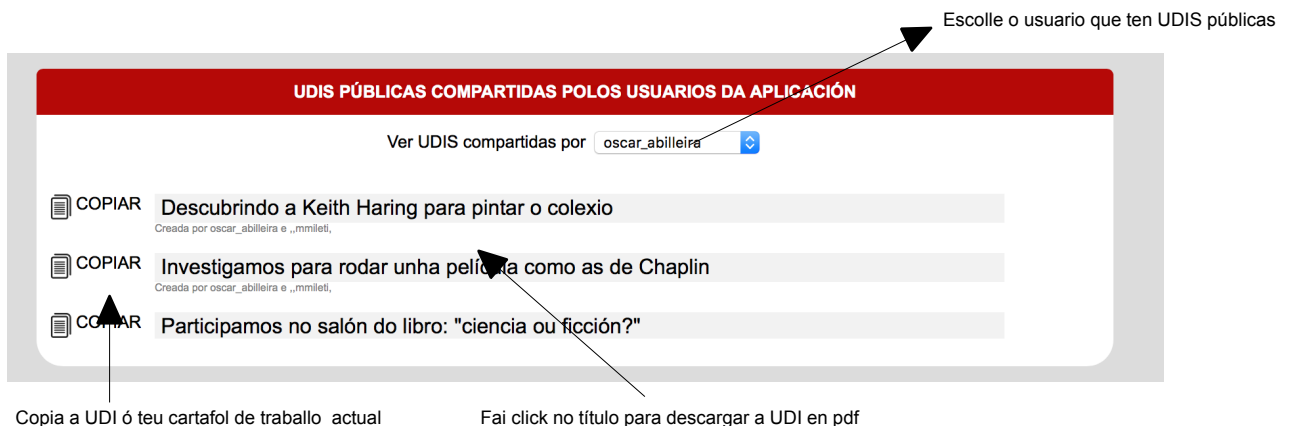 Escolle o usuario que ten UDIS públicas
UDIS PÚBLICAS COMPARTIDAS POLOS USUARIOS DA APLICACIÓN
Ver UDIS compartidas por oscar_abilleira
COPIAR Descubrindo a Keith Haring para pintar o colexio
Creada por oscar_abilleira e ,,mmileti,
COPIAR Investigamos para rodar unha película como as de Chaplin
Creada por oscar_abilleira e ,,mmileti,
COPIAR Participamos no salón do libro: "ciencia ou ficción?"
Copia a UDI ó teu cartafol de traballo actual
Fai click no título para descargar a UDI en pdf